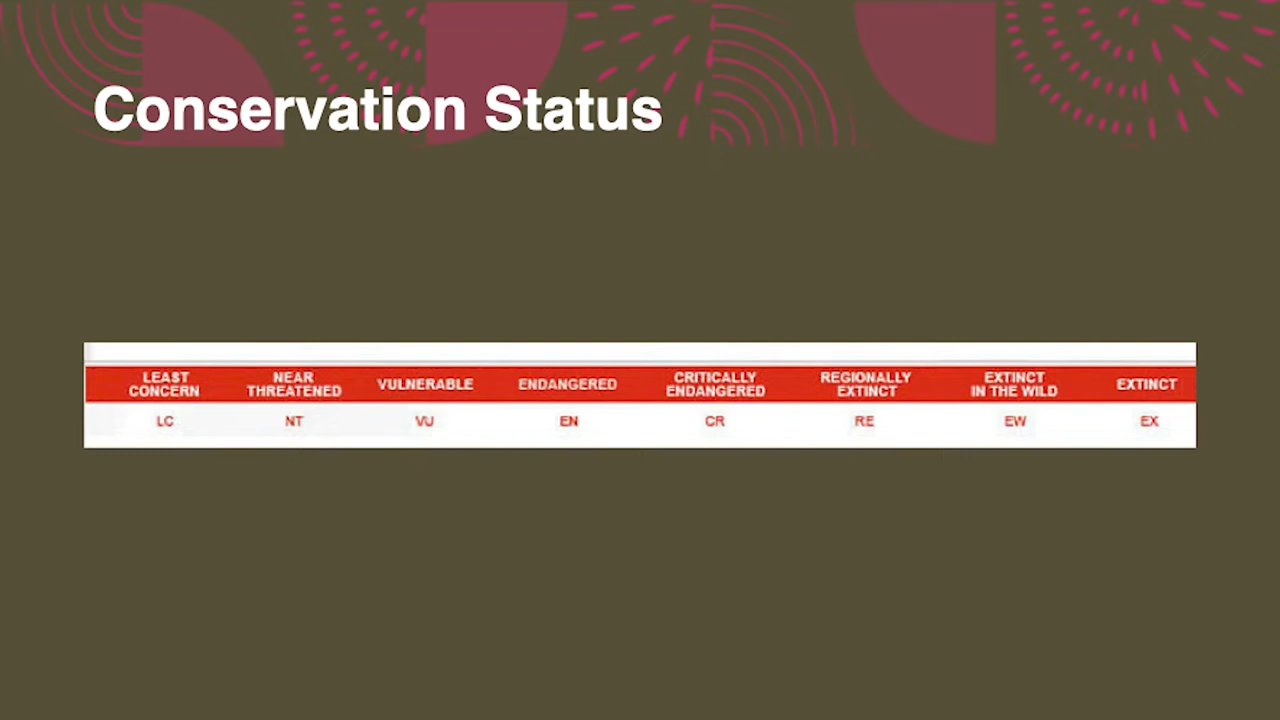 Conservation Status
LEAST CONCERN NEAR THREATENED VULNERABLE ENDANGERED CRITICALLY ENDANGERED REGIONALLY EXTINCT EXTINCT IN THE WILD EXTINCT
LC NT VU EN CR RE EW EX